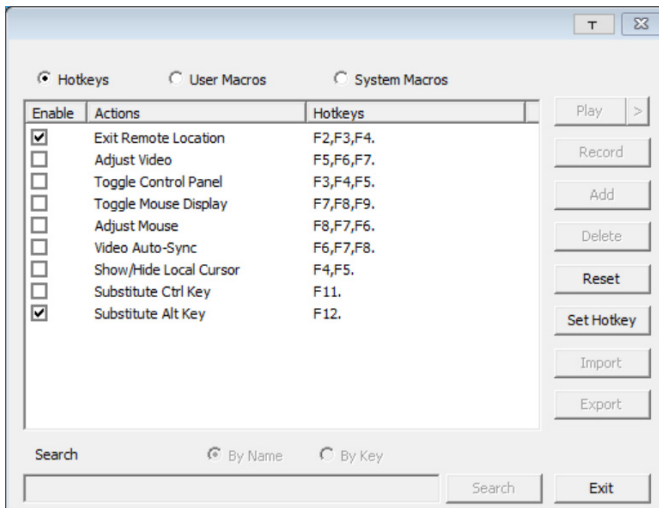 T
Hotkeys User Macros System Macros
Enable Actions Hotkeys
Play >
Exit Remote Location F2,F3,F4.
Adjust Video F5,F6,F7.
Record
Toggle Control Panel F3,F4,F5.
Toggle Mouse Display F7,F8,F9.
Add
Adjust Mouse F8,F7,F6.
Video Auto-Sync F6,F7,F8.
Delete
Show/Hide Local Cursor F4,F5.
Reset
Substitute Ctrl Key F11.
Substitute Alt Key F12.
Set Hotkey
Import
Export
Search By Name By Key
Search Exit